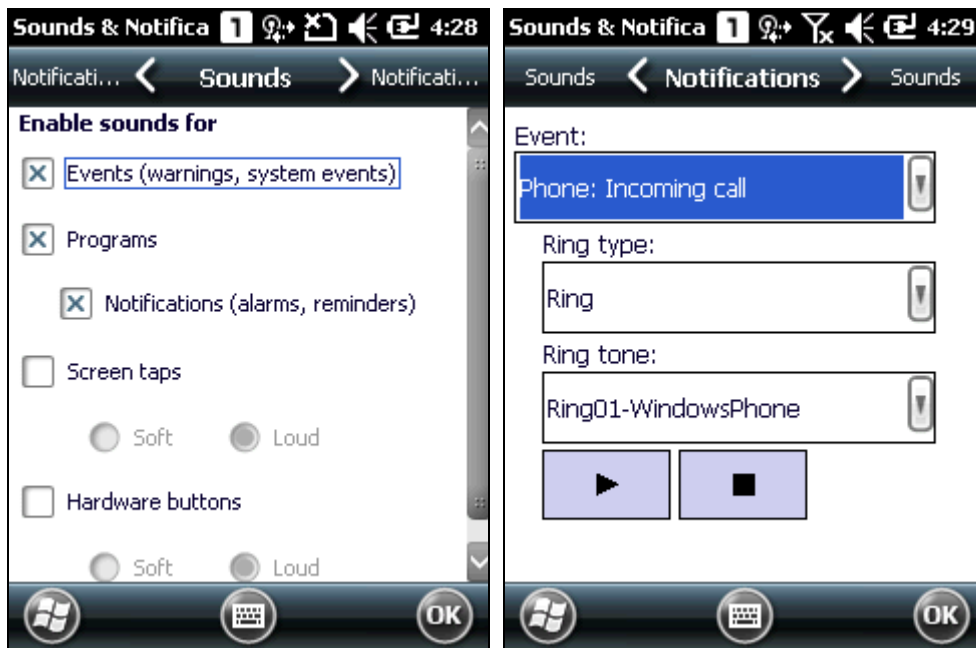 Sounds & Notifica 1 4:28
Notificati... Sounds Notificati...
Enable sounds for
Events (warnings, system events)
Programs
Notifications (alarms, reminders)
Screen taps
Soft Loud
Hardware buttons
Soft Loud
OK
Sounds & Notifica 1 4:29
Sounds Notifications Sounds
Event:
Phone: Incoming call
Ring type:
Ring
Ring tone:
Ring01-WindowsPhone
OK